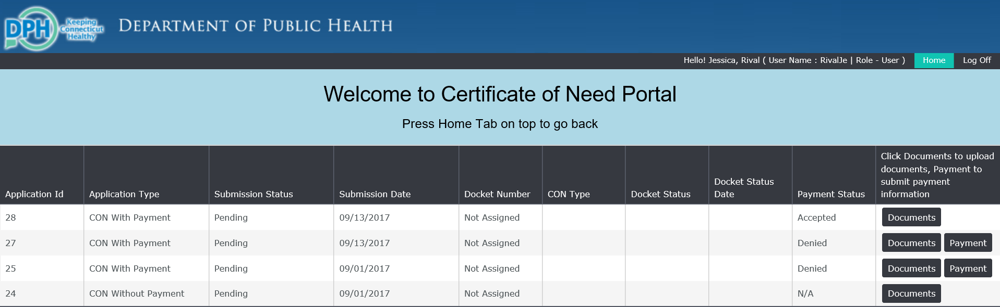 DPH Keeping
Connecticut
Healthy
DEPARTMENT OF PUBLIC HEALTH
Hello! Jessica, Rival ( User Name : RivalJe | Role - User ) Home Log Off
Welcome to Certificate of Need Portal
Press Home Tab on top to go back
Application Id Application Type Submission Status Submission Date Docket Number CON Type Docket Status Docket Status Date Payment Status Click Documents to upload documents, Payment to submit payment information
28 CON With Payment Pending 09/13/2017 Not Assigned Accepted Documents
27 CON With Payment Pending 09/13/2017 Not Assigned Denied Documents Payment
25 CON With Payment Pending 09/01/2017 Not Assigned Denied Documents Payment
24 CON Without Payment Pending 09/01/2017 Not Assigned N/A Documents